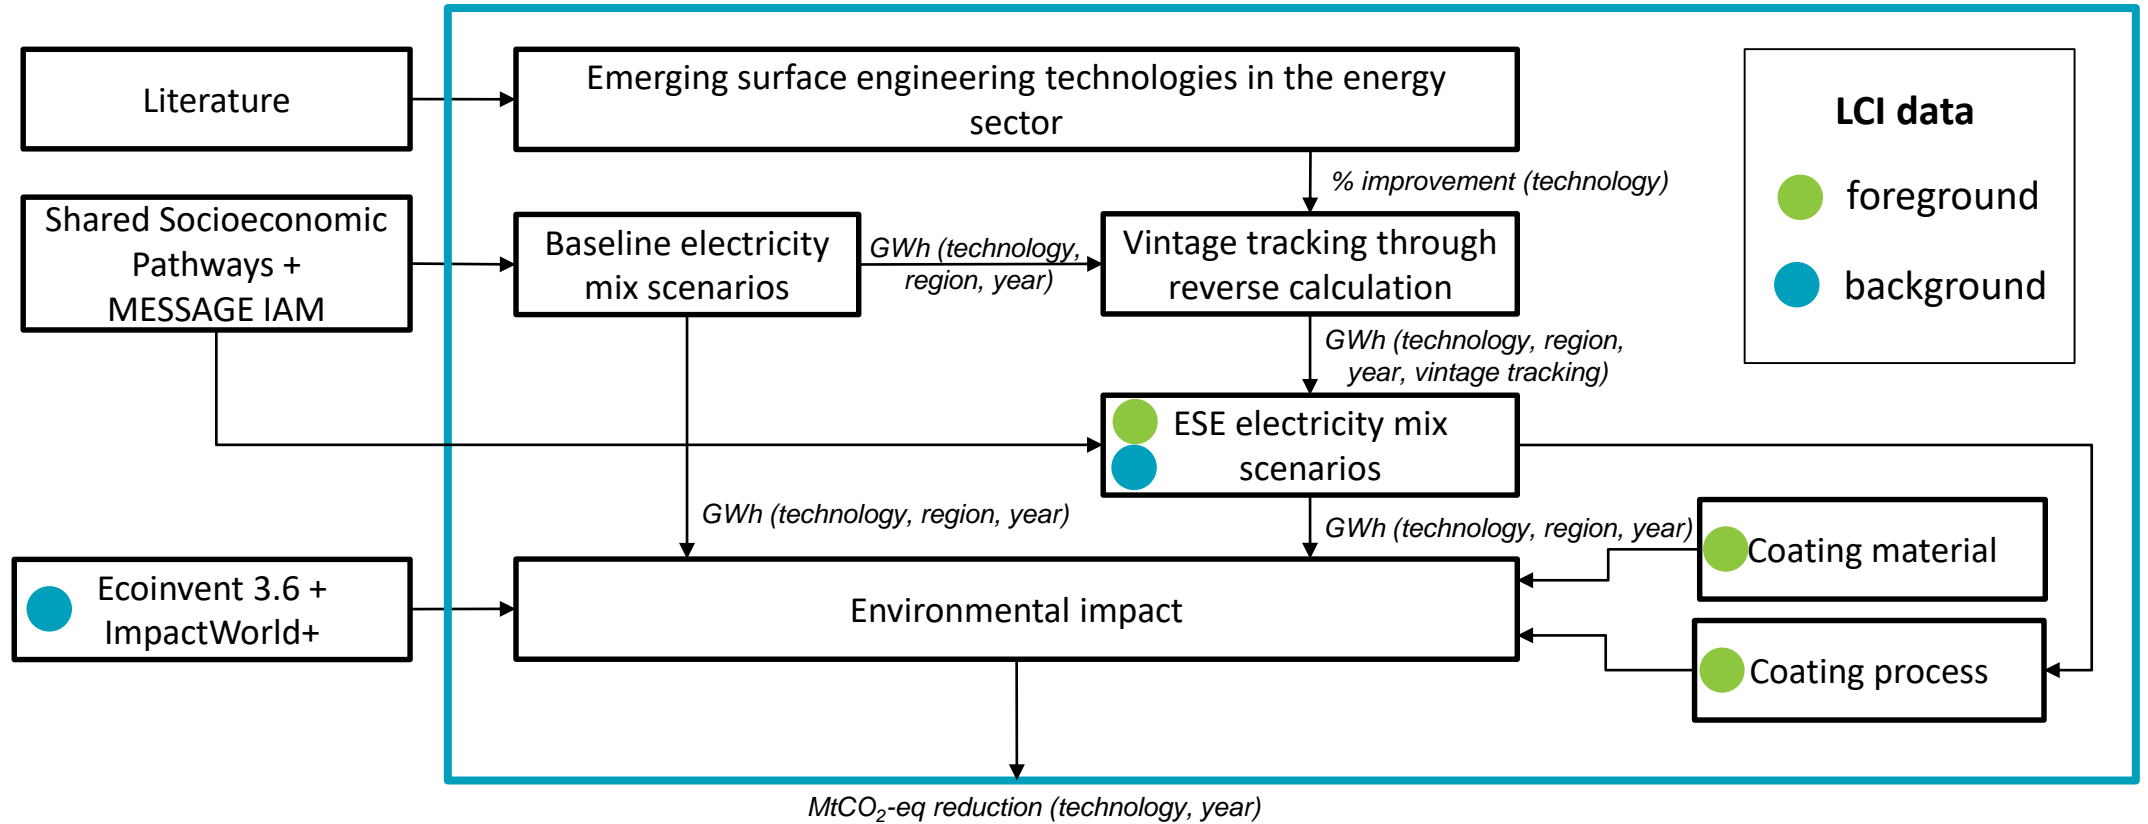 Literature
Emerging surface engineering technologies in the energy
sector
LCI data
foreground
background
% improvement (technology)
Shared Socioeconomic
Pathways +
MESSAGE IAM
Baseline electricity
mix scenarios
GWh (technology,
region, year)
Vintage tracking through
reverse calculation
GWh (technology, region,
year, vintage tracking)
ESE electricity mix
scenarios
GWh (technology, region, year)
GWh (technology, region, year)
Coating material
Ecoinvent 3.6 +
ImpactWorld+
Environmental impact
Coating process
MtCO₂-eq reduction (technology, year)